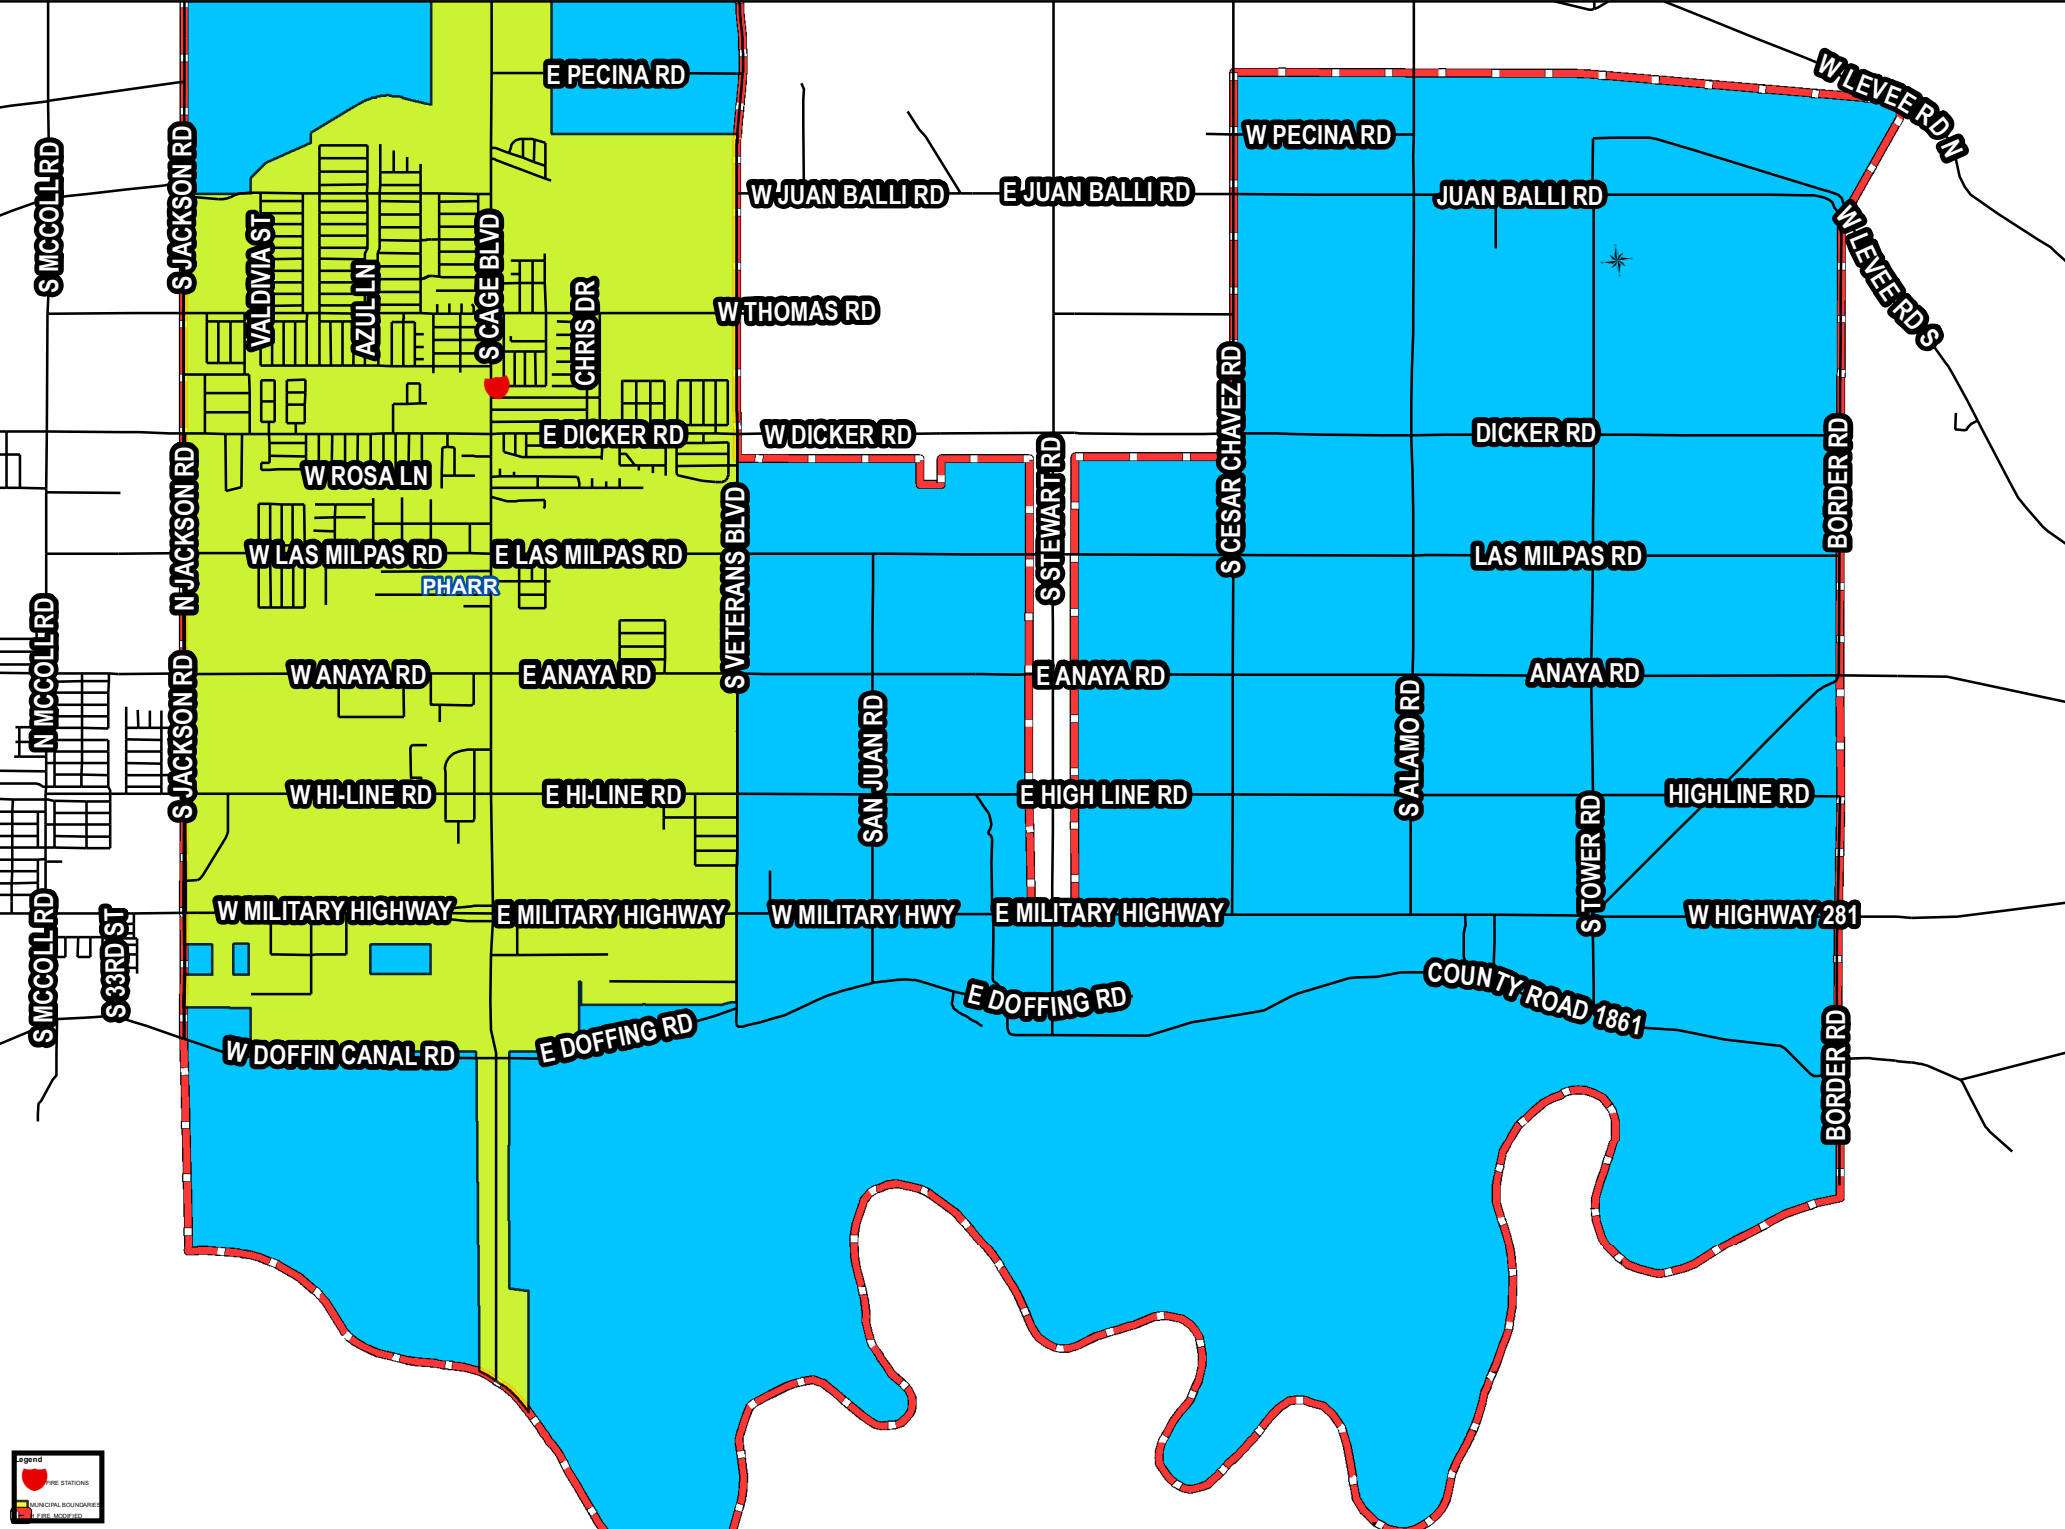 E PECINA RD
W LEVEE RD N
W PECINA RD
S MCCOLL RD
S JACKSON RD
W JUAN BALLI RD
E JUAN BALLI RD
JUAN BALLI RD
VALDIVIA ST
AZUL LN
S CAGE BLVD
CHRIS DR
W THOMAS RD
W LEVEE RD S
S CESAR CHAVEZ RD
E DICKER RD
W DICKER RD
DICKER RD
BORDER RD
W ROSA LN
N JACKSON RD
S STEWART RD
S VETERANS BLVD
W LAS MILPAS RD
E LAS MILPAS RD
LAS MILPAS RD
PHARR
N MCCOLL RD
S JACKSON RD
W ANAYA RD
E ANAYA RD
E ANAYA RD
ANAYA RD
SAN JUAN RD
S ALAMO RD
W HI-LINE RD
E HI-LINE RD
E HIGH LINE RD
HIGHLINE RD
S TOWER RD
S MCCOLL RD
S 33RD ST
W MILITARY HIGHWAY
E MILITARY HIGHWAY
W MILITARY HWY
E MILITARY HIGHWAY
W HIGHWAY 281
E DOFFING RD
COUNTY ROAD 1861
W DOFFIN CANAL RD
E DOFFING RD
BORDER RD
Legend
FIRE STATIONS
MUNICIPAL BOUNDARIES
FIRE_MODIFIED